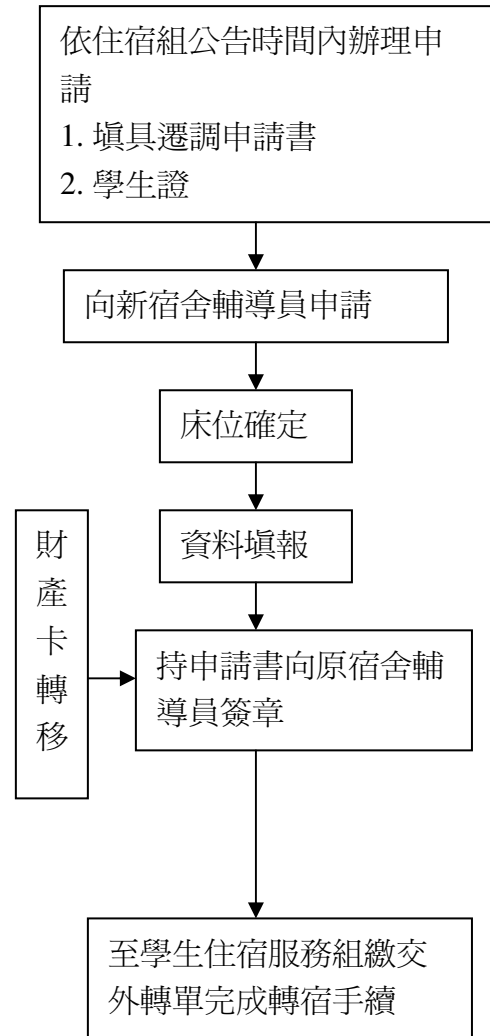 依住宿組公告時間內辦理申
請
1. 填具遷調申請書
2. 學生證
向新宿舍輔導員申請
床位確定
資料填報
財
產
卡
轉
移
持申請書向原宿舍輔
導員簽章
至學生住宿服務組繳交
外轉單完成轉宿手續